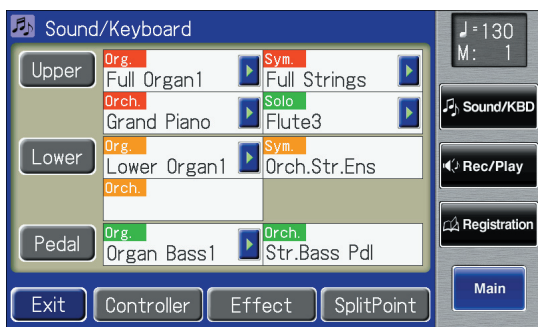 Sound/Keyboard
♩=130
M: 1
Upper
Org.
Full Organ1
Sym.
Full Strings
Orch.
Grand Piano
Solo
Flute3
Lower
Org.
Lower Organ1
Sym.
Orch.Str.Ens
Orch.
Pedal
Org.
Organ Bass1
Orch.
Str.Bass Pdl
Exit
Controller
Effect
SplitPoint
Sound/KBD
Rec/Play
Registration
Main